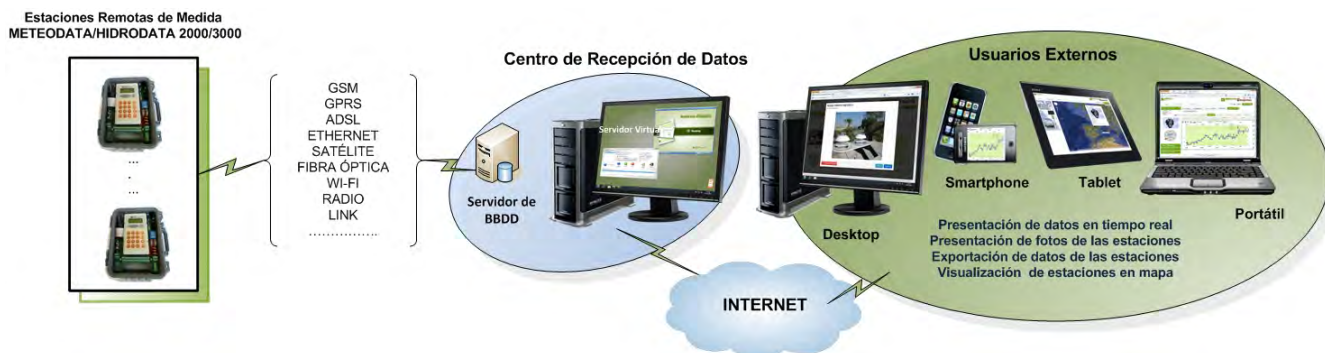 Estaciones Remotas de Medida
METEODATA/HIDRODATA 2000/3000
...
.
...
GSM
GPRS
ADSL
ETHERNET
SATÉLITE
FIBRA ÓPTICA
WI-FI
RADIO
LINK
................
Centro de Recepción de Datos
Servidor de
BBDD
Servidor Virtual
INTERNET
Usuarios Externos
Desktop
Smartphone
Tablet
Portátil
Presentación de datos en tiempo real
Presentación de fotos de las estaciones
Exportación de datos de las estaciones
Visualización de estaciones en mapa